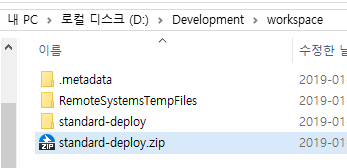 내 PC > 로컬 디스크 (D:) > Development > workspace
이름 수정한 날
.metadata 2019-01
RemoteSystemsTempFiles 2019-01
standard-deploy 2019-01
ZIP standard-deploy.zip 2019-01